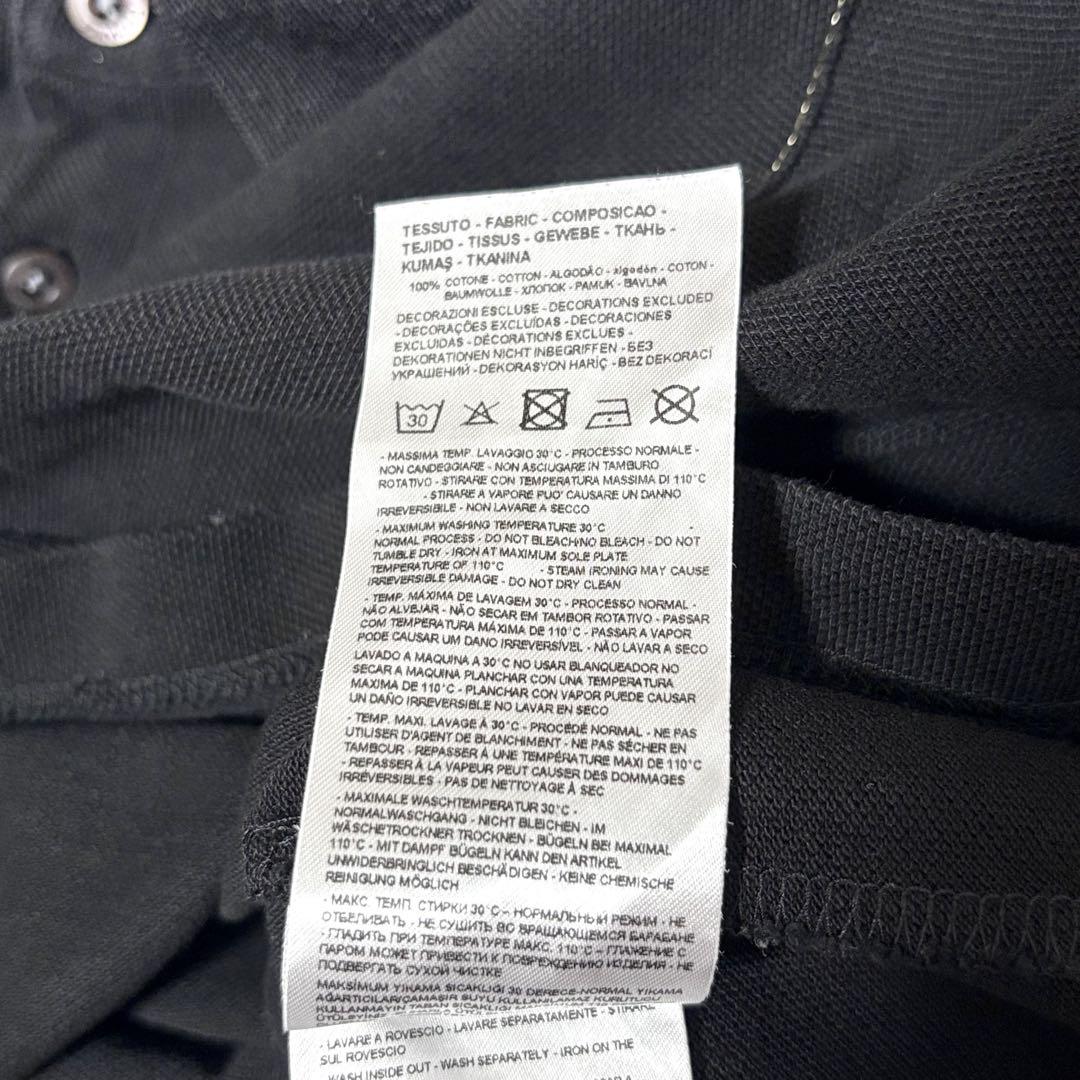 TESSUTO - FABRIC - COMPOSICAO -
TEJIDO - TISSUS - GEWEBE - ТКАНЬ -
KUMAŞ - TKANINA
100% COTONE - COTTON - ALGODÃO - algodón - COTON -
BAUMWOLLE - ХЛОПОК - PAMUK - BAVLNA
DECORAZIONI ESCLUSE - DECORATIONS EXCLUDED
- DECORAÇÕES EXCLUÍDAS - DECORACIONES
EXCLUIDAS - DÉCORATIONS EXCLUES -
DEKORATIONEN NICHT INBEGRIFFEN - БЕЗ
УКРАШЕНИЙ - DEKORASYON HARİÇ - BEZ DEKORACÍ
30
- MASSIMA TEMP. LAVAGGIO 30°C - PROCESSO NORMALE -
NON CANDEGGIARE - NON ASCIUGARE IN TAMBURO
ROTATIVO - STIRARE CON TEMPERATURA MASSIMA DI 110°C
- STIRARE A VAPORE PUO' CAUSARE UN DANNO
IRREVERSIBILE - NON LAVARE A SECCO
- MAXIMUM WASHING TEMPERATURE 30°C -
NORMAL PROCESS - DO NOT BLEACH/NO BLEACH - DO NOT
TUMBLE DRY - IRON AT MAXIMUM SOLE PLATE
TEMPERATURE OF 110°C - STEAM IRONING MAY CAUSE
IRREVERSIBLE DAMAGE - DO NOT DRY CLEAN
- TEMP. MÁXIMA DE LAVAGEM 30°C - PROCESSO NORMAL -
NÃO ALVEJAR - NÃO SECAR EM TAMBOR ROTATIVO - PASSAR
COM TEMPERATURA MÁXIMA DE 110°C - PASSAR A VAPOR
PODE CAUSAR UM DANO IRREVERSÍVEL - NÃO LAVAR A SECO
LAVADO A MAQUINA A 30°C NO USAR BLANQUEADOR NO
SECAR A MAQUINA PLANCHAR CON UNA TEMPERATURA
MAXIMA DE 110°C - PLANCHAR CON VAPOR PUEDE CAUSAR
UN DAÑO IRREVERSIBLE NO LAVAR EN SECO
- TEMP. MAXI. LAVAGE À 30°C - PROCÉDÉ NORMAL - NE PAS
UTILISER D'AGENT DE BLANCHIMENT - NE PAS SÉCHER EN
TAMBOUR - REPASSER À UNE TEMPÉRATURE MAXI DE 110°C
- REPASSER À LA VAPEUR PEUT CAUSER DES DOMMAGES
IRRÉVERSIBLES - PAS DE NETTOYAGE À SEC
- MAXIMALE WASCHTEMPERATUR 30°C -
NORMALWASCHGANG - NICHT BLEICHEN - IM
WÄSCHETROCKNER TROCKNEN - BÜGELN BEI MAXIMAL
110°C - MIT DAMPF BÜGELN KANN DEN ARTIKEL
UNWIDERBRINGLICH BESCHÄDIGEN - KEINE CHEMISCHE
REINIGUNG MÖGLICH
- МАКС. ТЕМП. СТИРКИ 30°C - НОРМАЛЬНЫЙ РЕЖИМ - НЕ
ОТБЕЛИВАТЬ - НЕ СУШИТЬ ВО ВРАЩАЮЩЕМСЯ БАРАБАНЕ
- ГЛАДИТЬ ПРИ ТЕМПЕРАТУРЕ МАКС. 110°C - ГЛАЖЕНИЕ С
ПАРОМ МОЖЕТ ПРИВЕСТИ К ПОВРЕЖДЕНИЮ ИЗДЕЛИЯ - НЕ
ПОДВЕРГАТЬ СУХОЙ ЧИСТКЕ
MAKSİMUM YIKAMA SICAKLIĞI 30 DERECE-NORMAL YIKAMA
AĞARTICILAR/ÇAMAŞIR SUYU KULLANILAMAZ KURUTUCU
KULLANMAYIN TABAN SICAKLIĞI
- LAVARE A ROVESCIO - LAVARE SEPARATAMENTE - STIRARE
SUL ROVESCIO
- WASH INSIDE OUT - WASH SEPARATELY - IRON ON THE